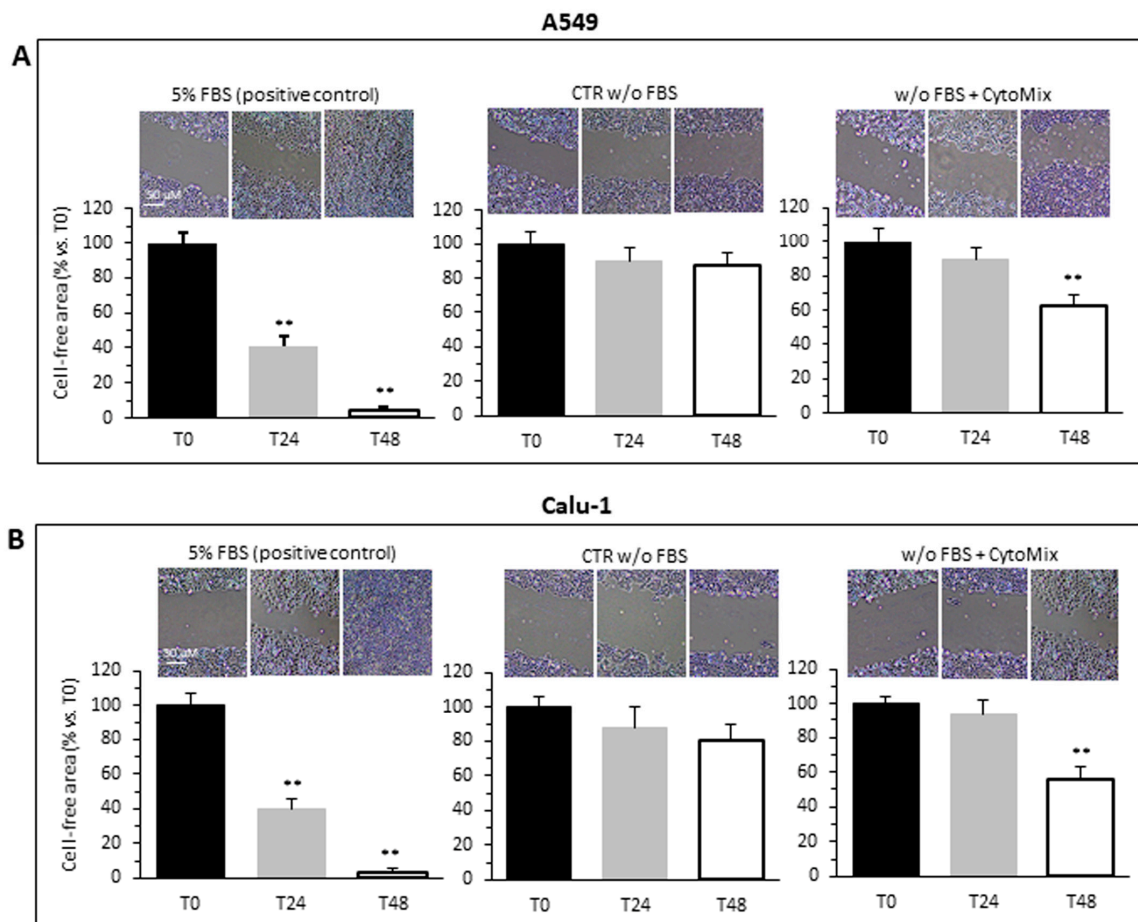 A549
A
5% FBS (positive control)
CTR w/o FBS
w/o FBS + CytoMix
50 µM
Cell-free area (% vs. T0)
120
100
80
60
40
20
0
**
**
T0 T24 T48
120
100
80
60
40
20
0
T0 T24 T48
120
100
80
60
40
20
0
**
T0 T24 T48
Calu-1
B
5% FBS (positive control)
CTR w/o FBS
w/o FBS + CytoMix
50 µM
Cell-free area (% vs. T0)
120
100
80
60
40
20
0
**
**
T0 T24 T48
120
100
80
60
40
20
0
T0 T24 T48
120
100
80
60
40
20
0
**
T0 T24 T48